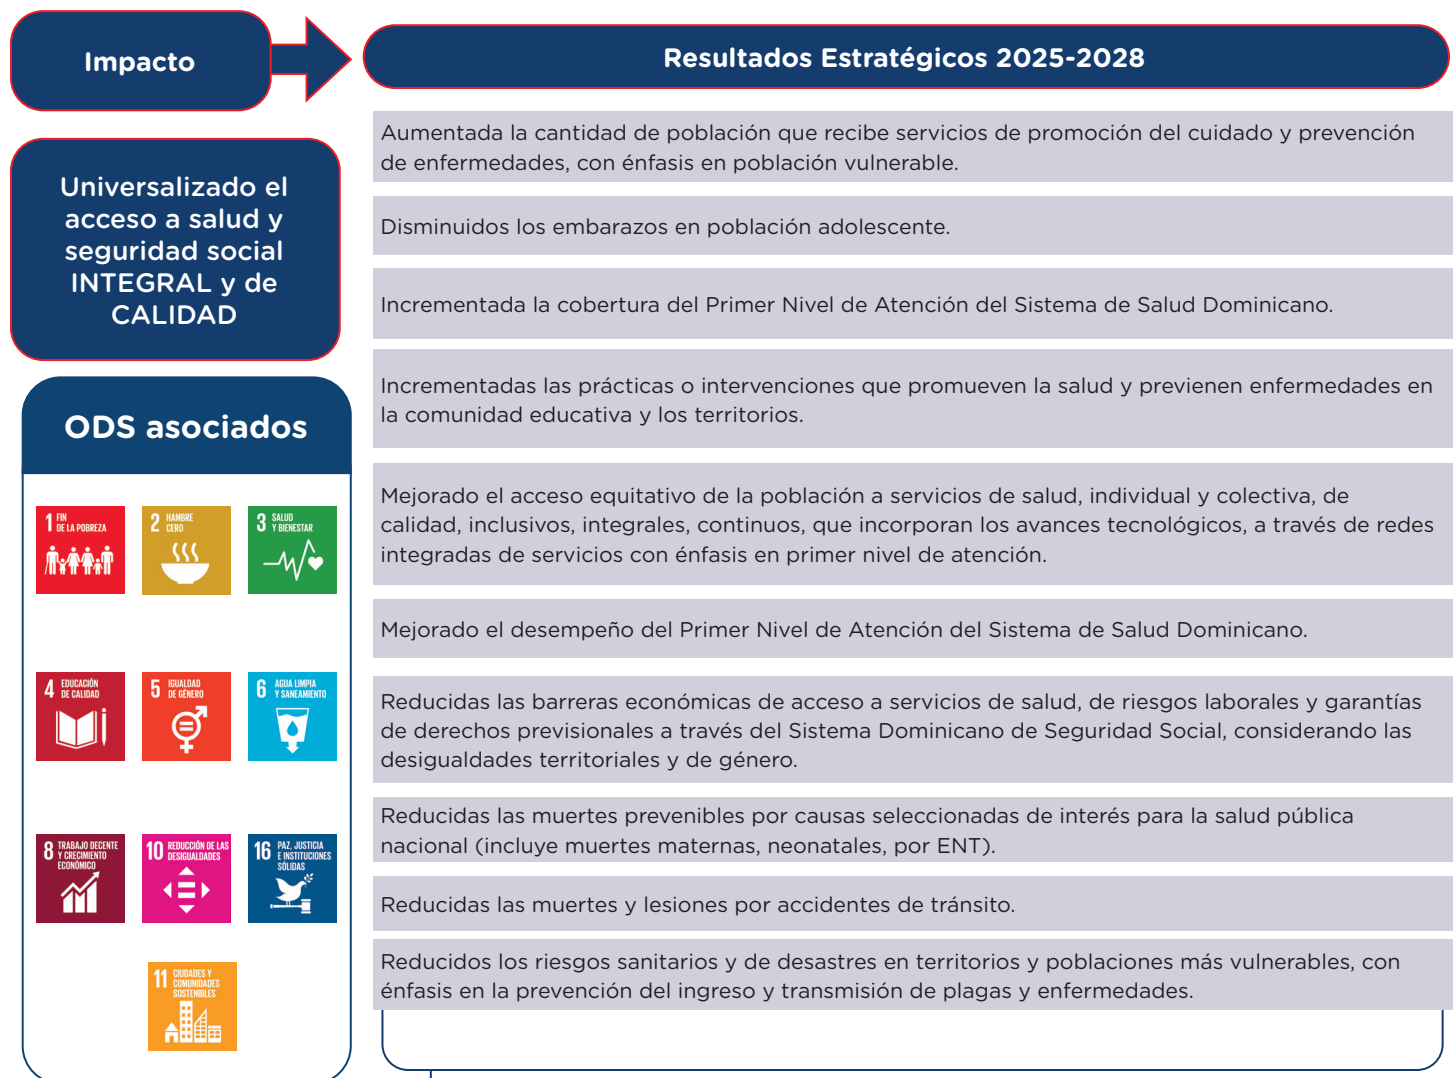 Impacto
Resultados Estratégicos 2025-2028
Universalizado el
acceso a salud y
seguridad social
INTEGRAL y de
CALIDAD
ODS asociados
1 FIN
DE LA POBREZA
2 HAMBRE
CERO
3 SALUD
Y BIENESTAR
4 EDUCACIÓN
DE CALIDAD
5 IGUALDAD
DE GÉNERO
6 AGUA LIMPIA
Y SANEAMIENTO
8 TRABAJO DECENTE
Y CRECIMIENTO
ECONÓMICO
10 REDUCCIÓN DE LAS
DESIGUALDADES
16 PAZ, JUSTICIA
E INSTITUCIONES
SÓLIDAS
11 CIUDADES Y
COMUNIDADES
SOSTENIBLES
Aumentada la cantidad de población que recibe servicios de promoción del cuidado y prevención
de enfermedades, con énfasis en población vulnerable.
Disminuidos los embarazos en población adolescente.
Incrementada la cobertura del Primer Nivel de Atención del Sistema de Salud Dominicano.
Incrementadas las prácticas o intervenciones que promueven la salud y previenen enfermedades en
la comunidad educativa y los territorios.
Mejorado el acceso equitativo de la población a servicios de salud, individual y colectiva, de
calidad, inclusivos, integrales, continuos, que incorporan los avances tecnológicos, a través de redes
integradas de servicios con énfasis en primer nivel de atención.
Mejorado el desempeño del Primer Nivel de Atención del Sistema de Salud Dominicano.
Reducidas las barreras económicas de acceso a servicios de salud, de riesgos laborales y garantías
de derechos previsionales a través del Sistema Dominicano de Seguridad Social, considerando las
desigualdades territoriales y de género.
Reducidas las muertes prevenibles por causas seleccionadas de interés para la salud pública
nacional (incluye muertes maternas, neonatales, por ENT).
Reducidas las muertes y lesiones por accidentes de tránsito.
Reducidos los riesgos sanitarios y de desastres en territorios y poblaciones más vulnerables, con
énfasis en la prevención del ingreso y transmisión de plagas y enfermedades.